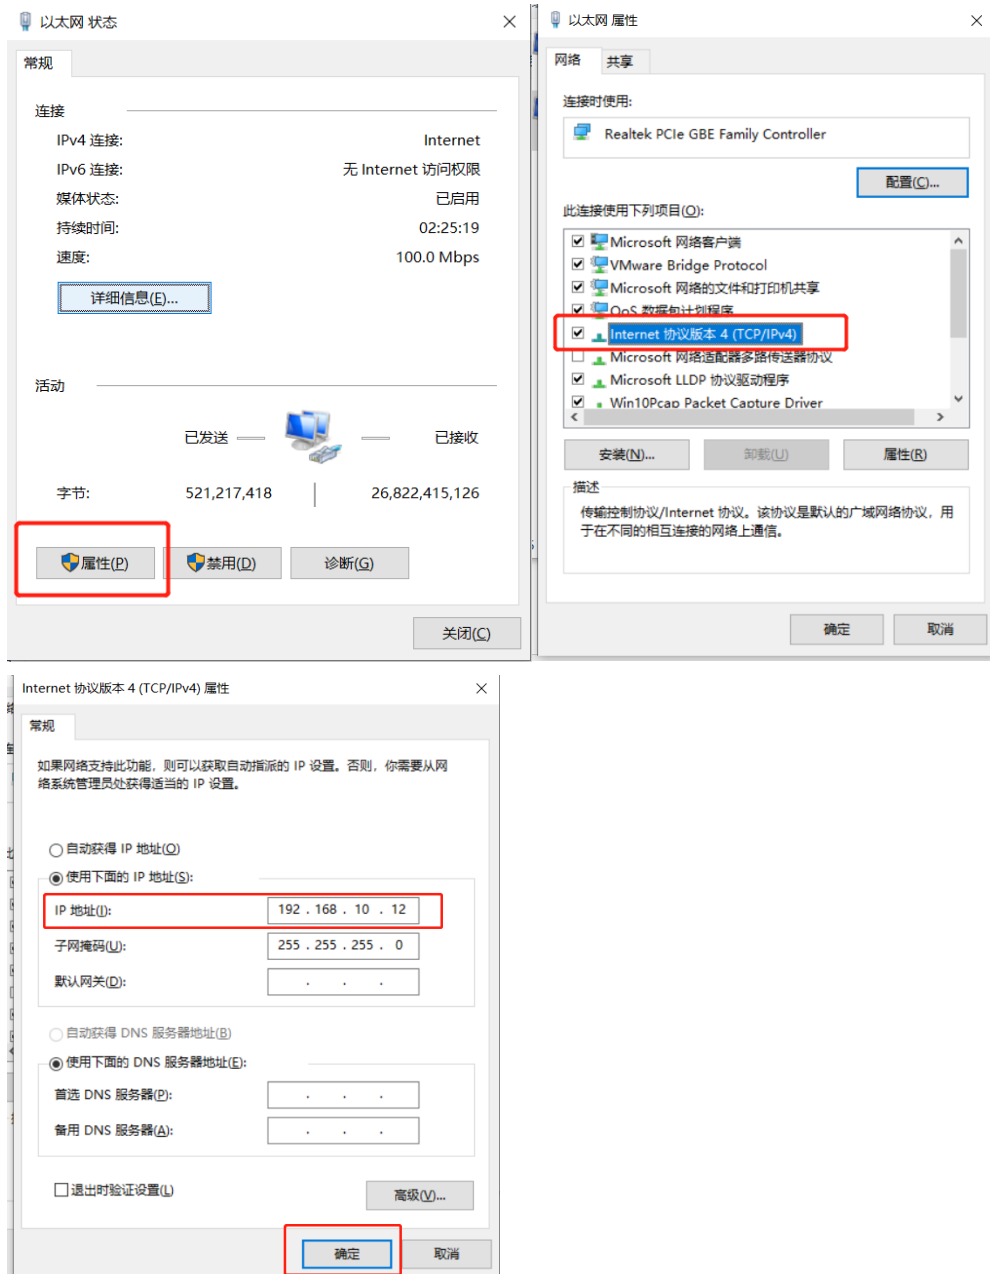 以太网 状态
常规
连接
IPv4 连接: Internet
IPv6 连接: 无 Internet 访问权限
媒体状态: 已启用
持续时间: 02:25:19
速度: 100.0 Mbps
详细信息(E)...
活动
已发送 已接收
字节: 521,217,418 26,822,415,126
属性(P) 禁用(D) 诊断(G)
关闭(C)
以太网 属性
网络 共享
连接时使用:
Realtek PCIe GBE Family Controller
配置(C)...
此连接使用下列项目(O):
Microsoft 网络客户端
VMware Bridge Protocol
Microsoft 网络的文件和打印机共享
QoS 数据包计划程序
Internet 协议版本 4 (TCP/IPv4)
Microsoft 网络适配器多路传送器协议
Microsoft LLDP 协议驱动程序
Win10Pcap Packet Capture Driver
安装(N)... 卸载(U) 属性(R)
描述
传输控制协议/Internet 协议。该协议是默认的广域网络协议，用
于在不同的相互连接的网络上通信。
确定 取消
Internet 协议版本 4 (TCP/IPv4) 属性
常规
如果网络支持此功能，则可以获取自动指派的 IP 设置。否则，你需要从网
络系统管理员处获得适当的 IP 设置。
自动获得 IP 地址(O)
使用下面的 IP 地址(S):
IP 地址(I): 192 . 168 . 10 . 12
子网掩码(U): 255 . 255 . 255 . 0
默认网关(D): . . .
自动获得 DNS 服务器地址(B)
使用下面的 DNS 服务器地址(E):
首选 DNS 服务器(P): . . .
备用 DNS 服务器(A): . . .
退出时验证设置(L)
高级(V)...
确定 取消